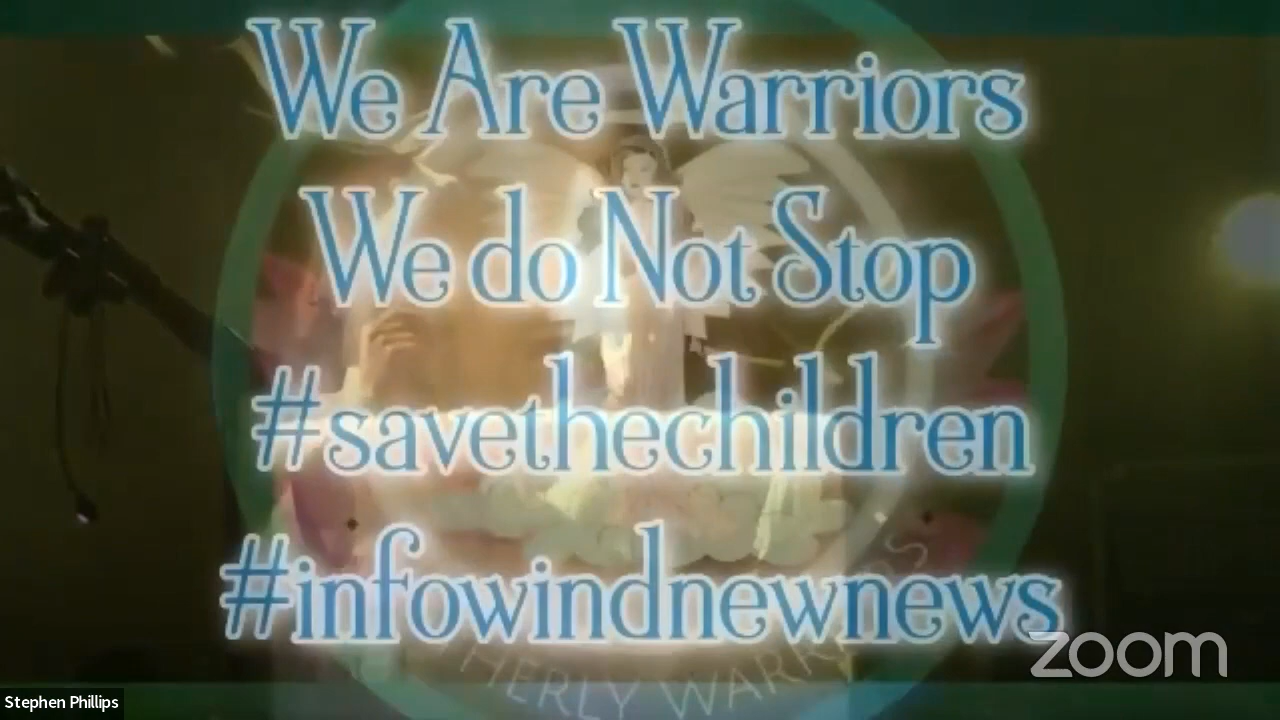 We Are Warriors
We do Not Stop
#savethechildren
#infowindnewnews
zoom
Stephen Phillips